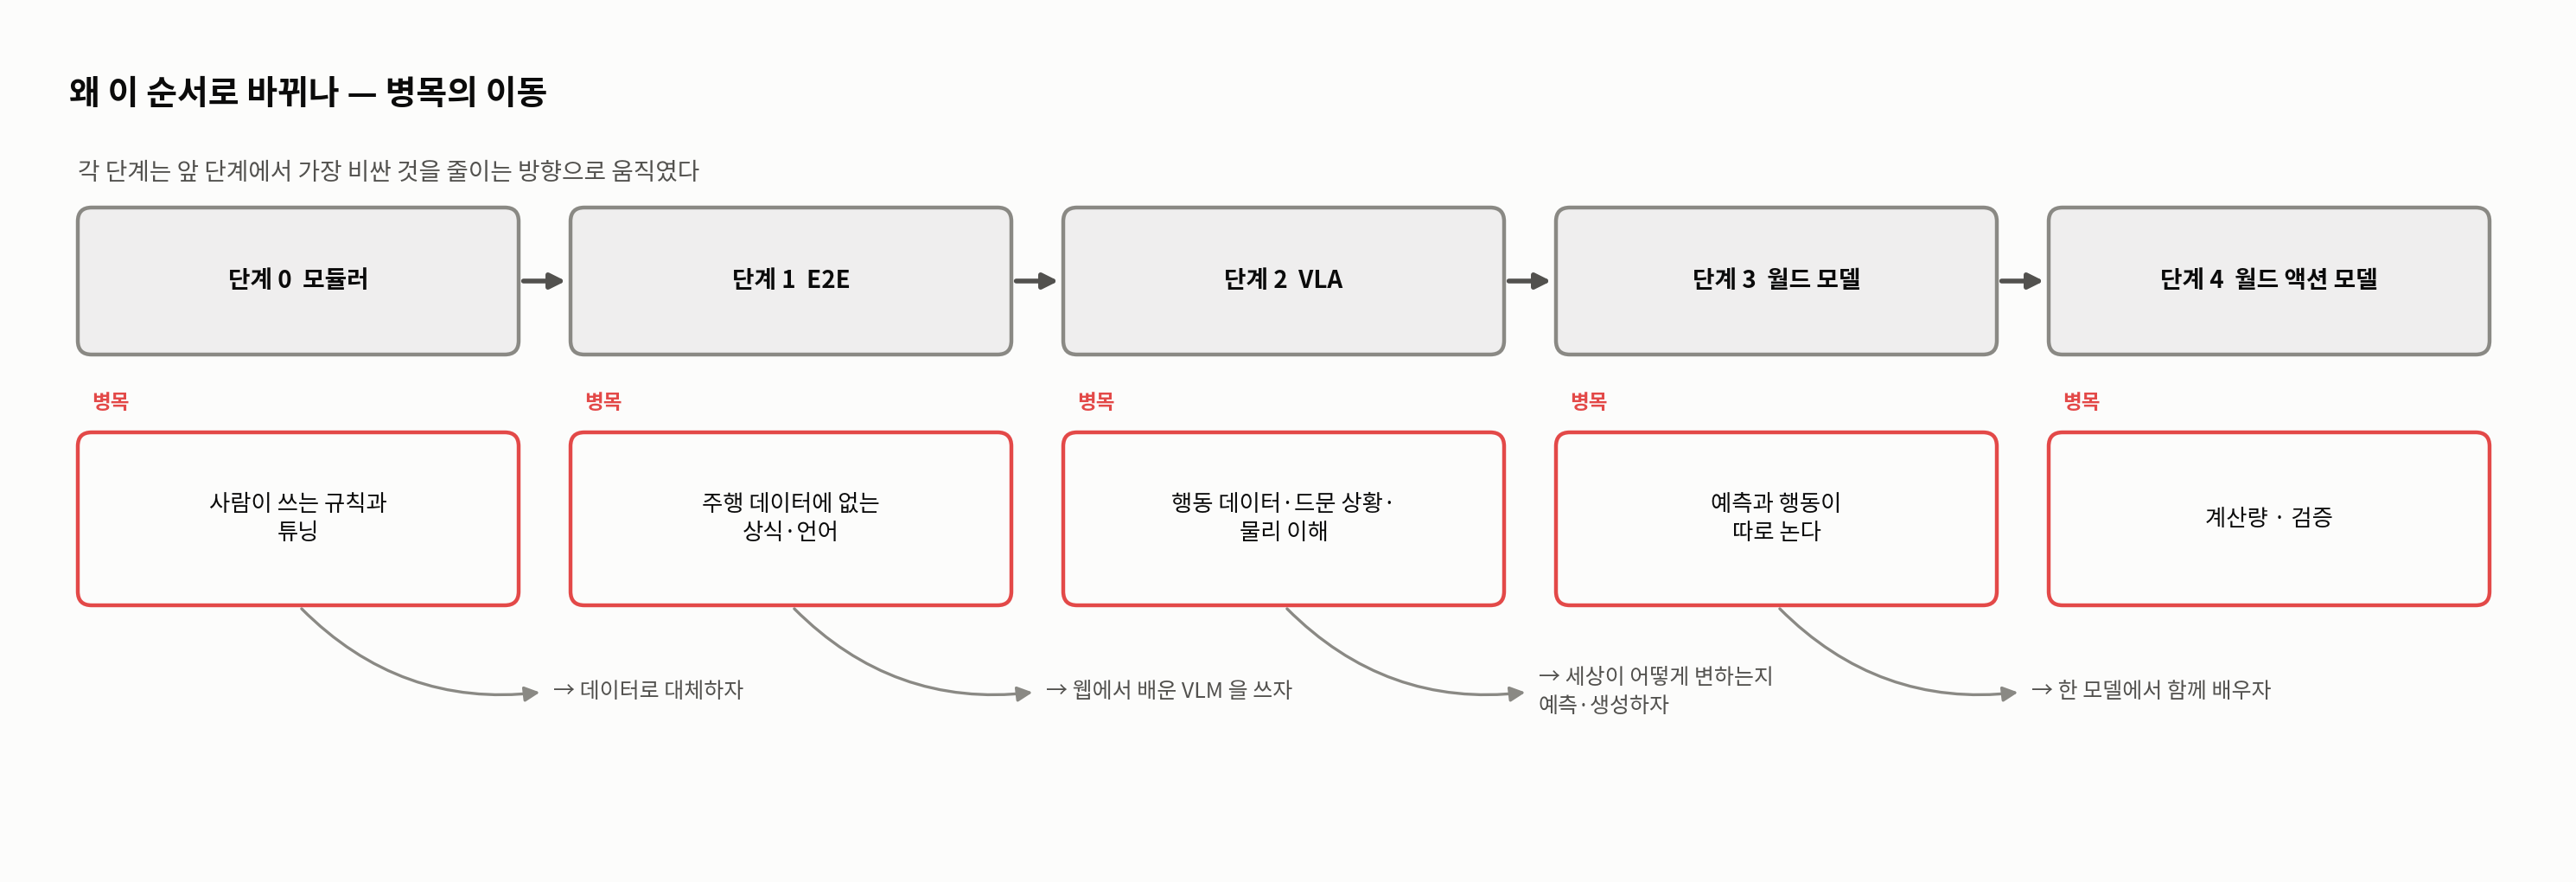 왜 이 순서로 바뀌나 — 병목의 이동
각 단계는 앞 단계에서 가장 비싼 것을 줄이는 방향으로 움직였다
단계 0 모듈러
단계 1 E2E
단계 2 VLA
단계 3 월드 모델
단계 4 월드 액션 모델
병목
병목
병목
병목
병목
사람이 쓰는 규칙과
튜닝
주행 데이터에 없는
상식·언어
행동 데이터·드문 상황·
물리 이해
예측과 행동이
따로 논다
계산량 · 검증
→ 데이터로 대체하자
→ 웹에서 배운 VLM 을 쓰자
→ 세상이 어떻게 변하는지
예측·생성하자
→ 한 모델에서 함께 배우자